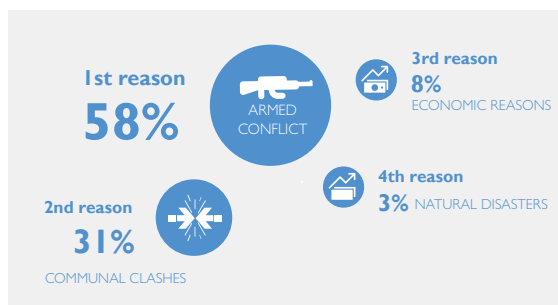 1st reason
58%
ARMED
CONFLICT
3rd reason
8%
ECONOMIC REASONS
2nd reason
31%
COMMUNAL CLASHES
4th reason
3% NATURAL DISASTERS